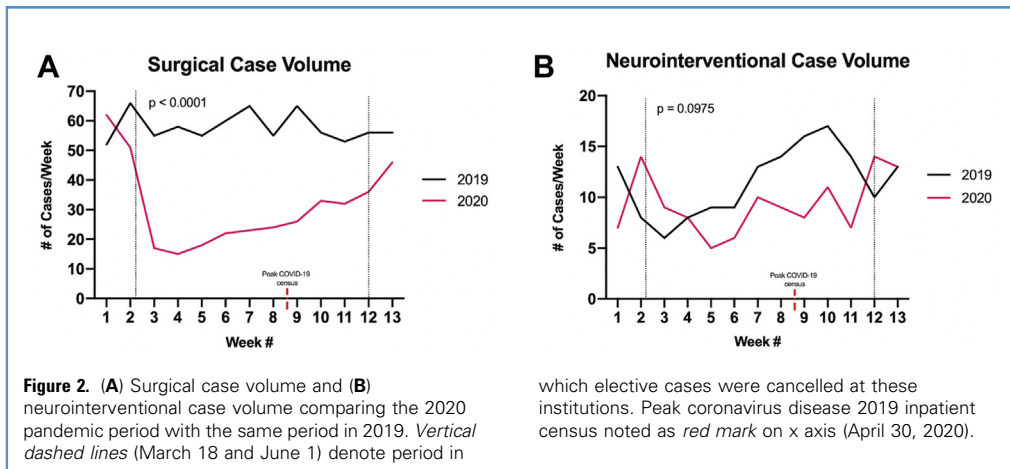 A
Surgical Case Volume
p < 0.0001
# of Cases/Week
70
60
50
40
30
20
10
0
2019
2020
Peak COVID-19
census
1 2 3 4 5 6 7 8 9 10 11 12 13
Week #
B
Neurointerventional Case Volume
p = 0.0975
# of Cases/Week
20
15
10
5
0
2019
2020
Peak COVID-19
census
1 2 3 4 5 6 7 8 9 10 11 12 13
Week #
Figure 2. (A) Surgical case volume and (B)
neurointerventional case volume comparing the 2020
pandemic period with the same period in 2019. Vertical
dashed lines (March 18 and June 1) denote period in
which elective cases were cancelled at these
institutions. Peak coronavirus disease 2019 inpatient
census noted as red mark on x axis (April 30, 2020).